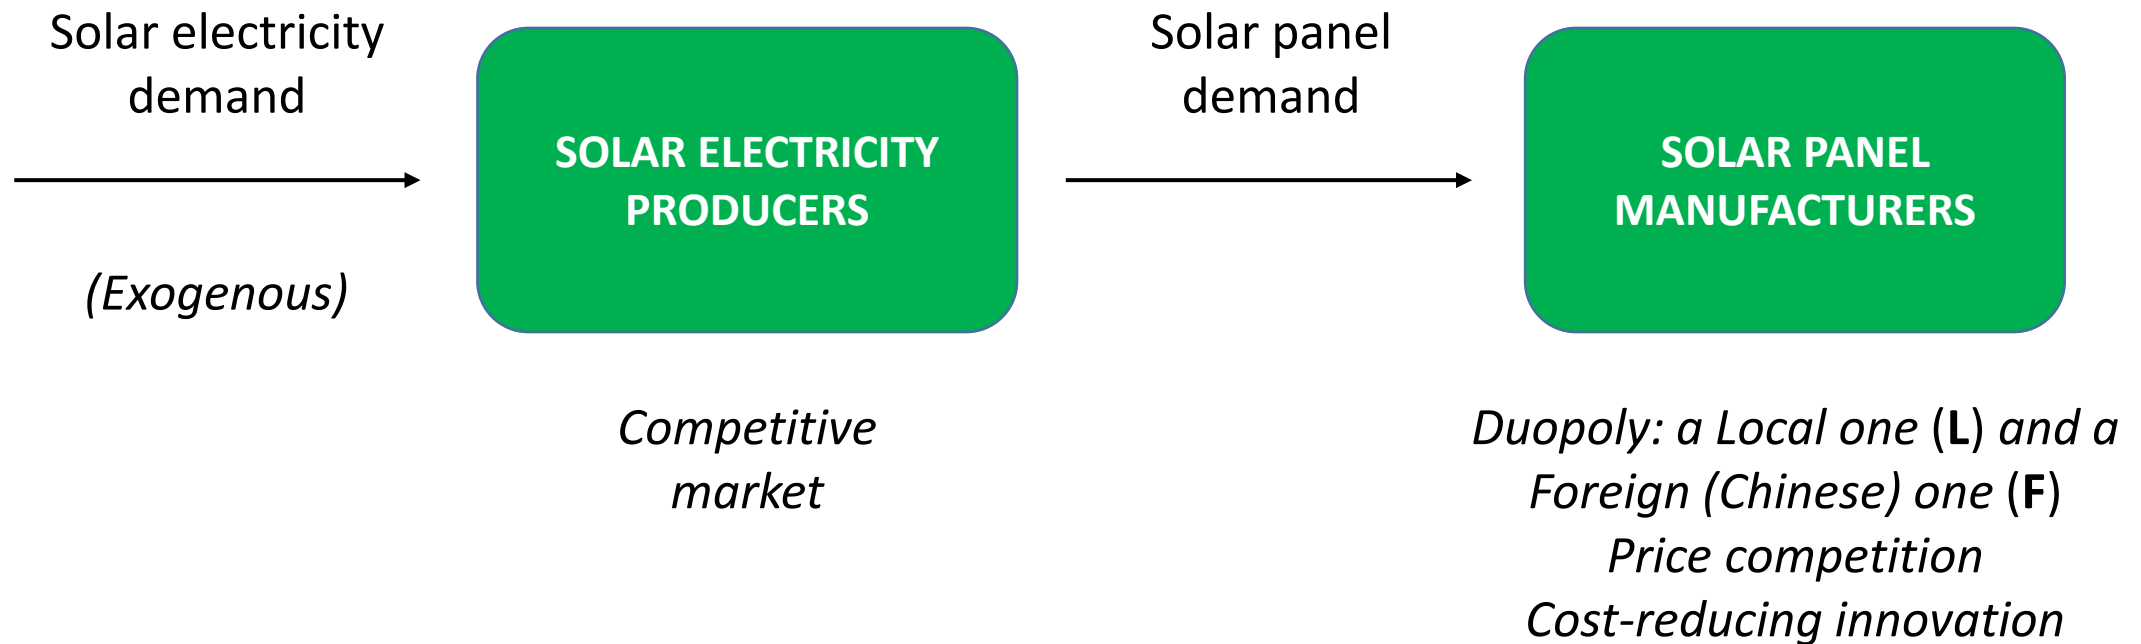 Solar electricity
demand
(Exogenous)
SOLAR ELECTRICITY
PRODUCERS
Competitive
market
Solar panel
demand
SOLAR PANEL
MANUFACTURERS
Duopoly: a Local one (L) and a
Foreign (Chinese) one (F)
Price competition
Cost-reducing innovation